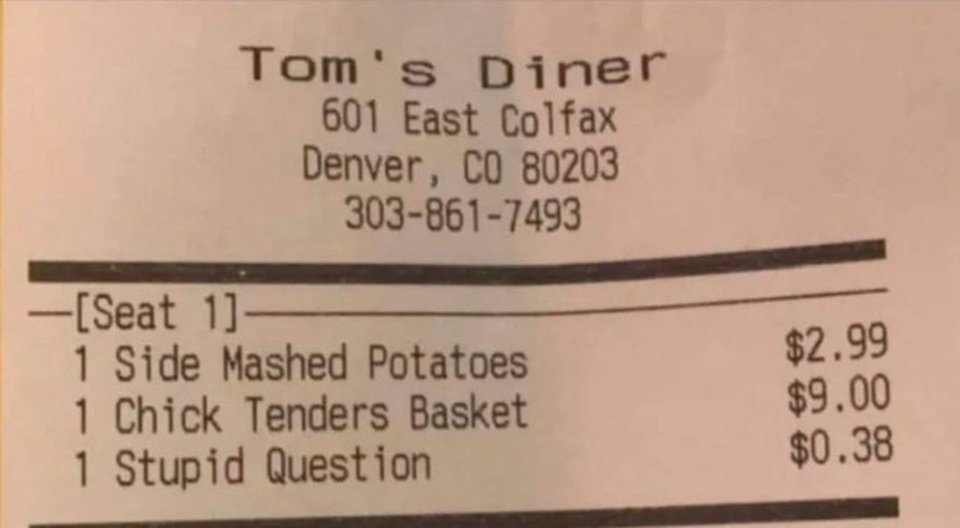 Tom's Diner
601 East Colfax
Denver, CO 80203
303-861-7493
[Seat 1]
1 Side Mashed Potatoes $2.99
1 Chick Tenders Basket $9.00
1 Stupid Question $0.38